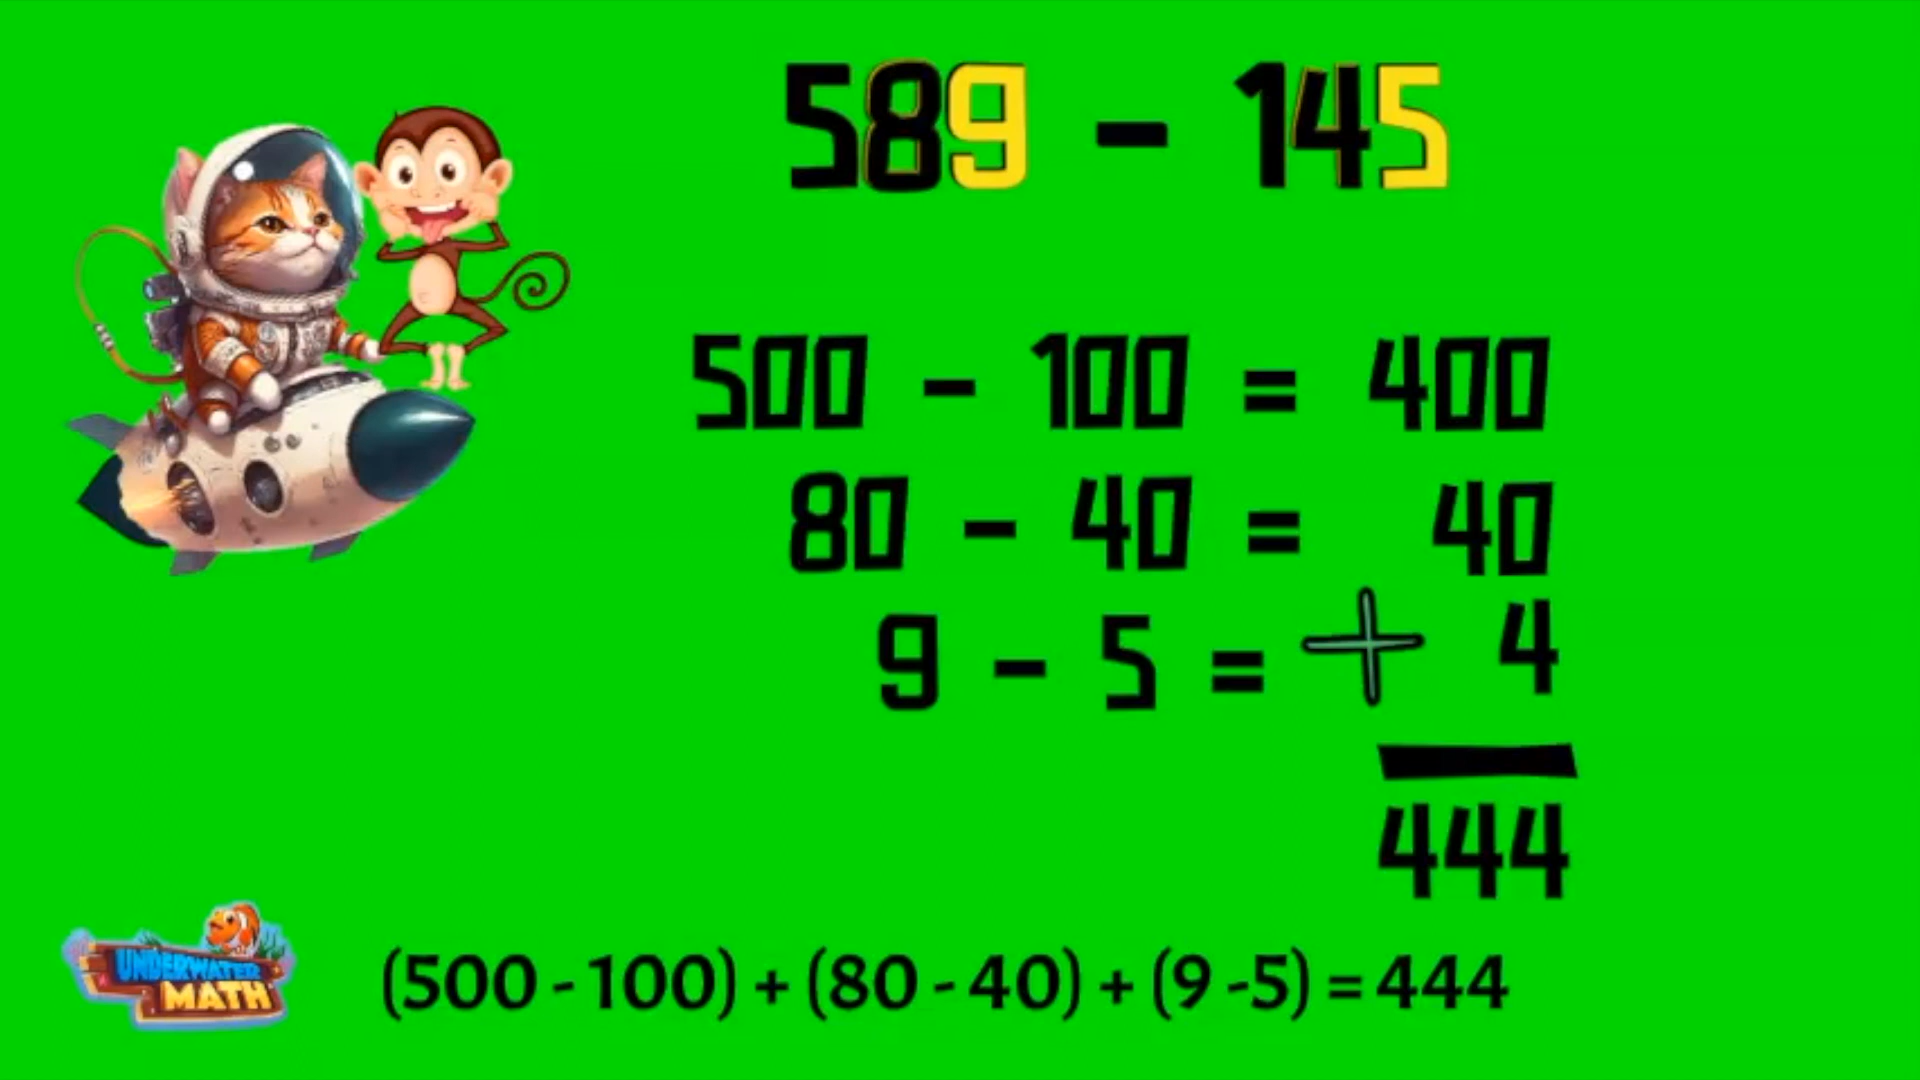 589 - 145
500 - 100 = 400
80 - 40 = 40
9 - 5 = + 4
444
UNDERWATER
MATH
(500 - 100) + (80 - 40) + (9 -5) = 444